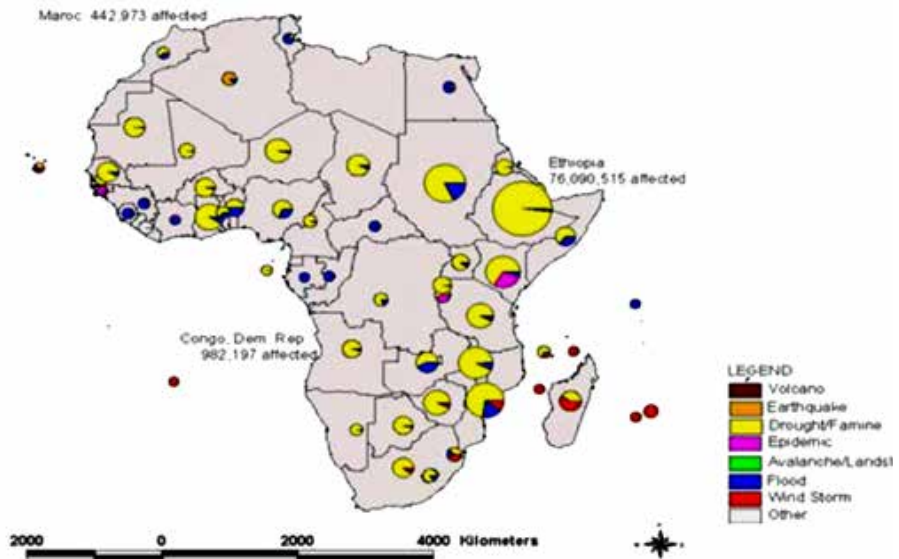 Maroc 442,973 affected
Ethiopia
76,090,515 affected
Congo, Dem. Rep
982,197 affected
LEGEND
Volcano
Earthquake
Drought/Famine
Epidemic
Avalanche/Landsl
Flood
Wind Storm
Other
2000 0 2000 4000 Kilometers